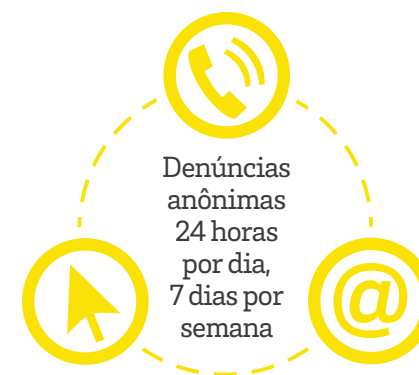 Denúncias
anônimas
24 horas
por dia,
7 dias por
semana
@